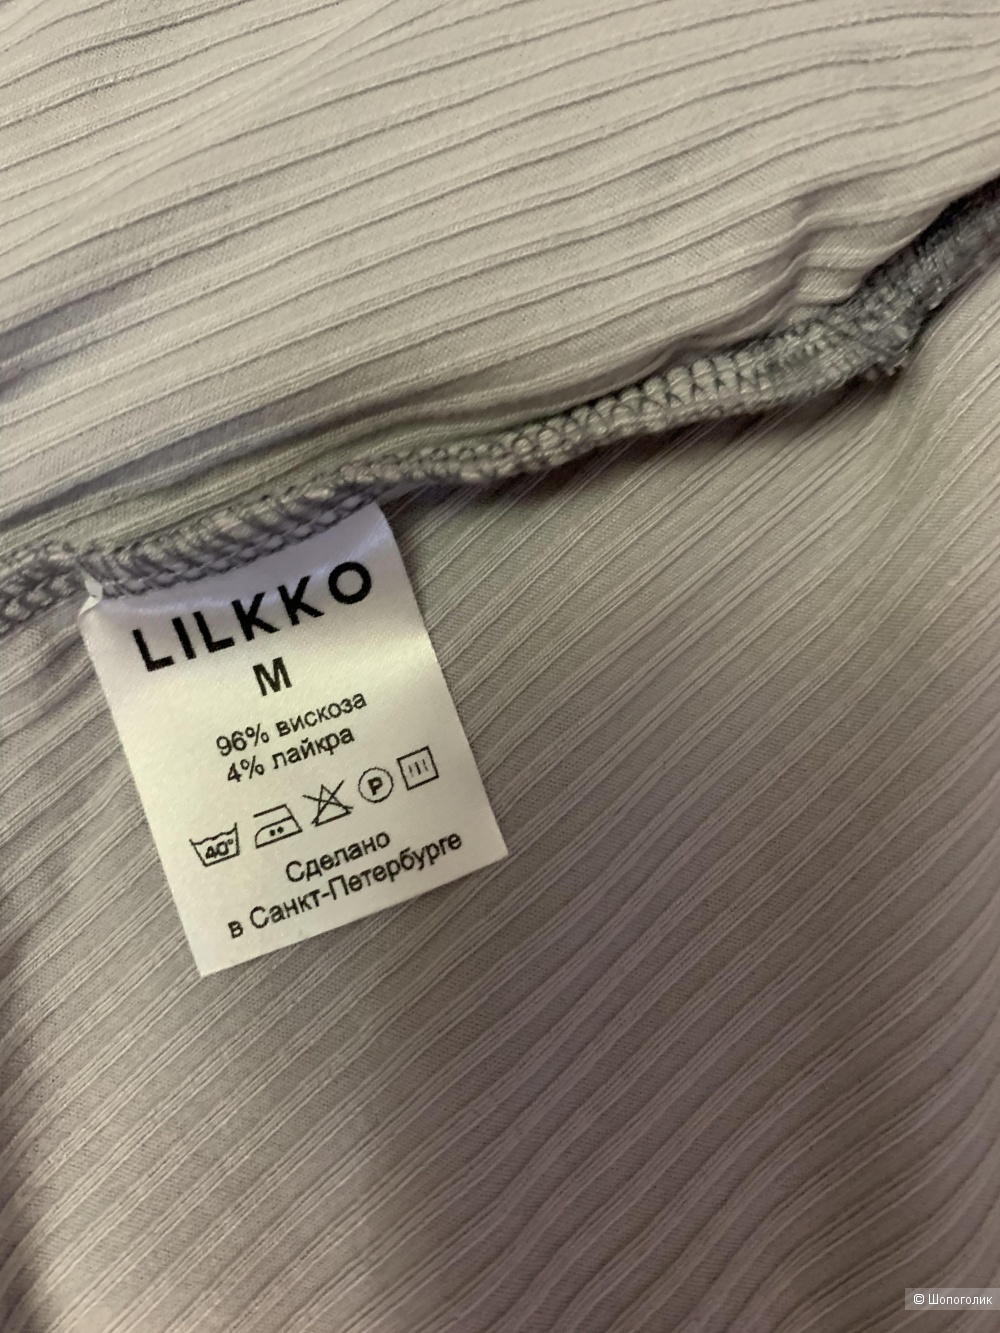 LILKKO
M
96% вискоза
4% лайкра
40° P
Сделано
в Санкт-Петербурге
© Шопоголик